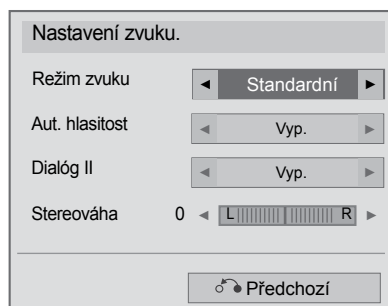 Nastavení zvuku.
Režim zvuku ◄ Standardní ►
Aut. hlasitost ◄ Vyp. ►
Dialóg II ◄ Vyp. ►
Stereováha 0 ◄ L R ►
Předchozí